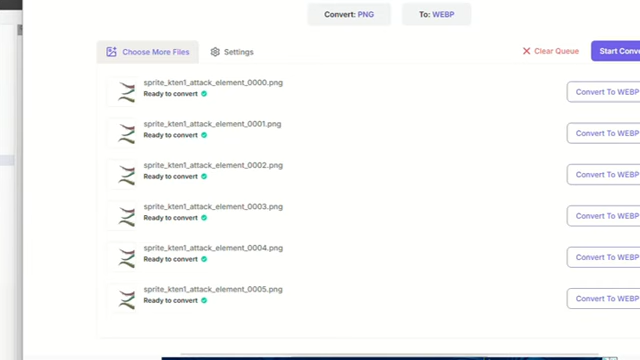 Convert: PNG To: WEBP
Choose More Files Settings Clear Queue Start Conve
sprite_kten1_attack_element_0000.png
Ready to convert
Convert To WEBP
sprite_kten1_attack_element_0001.png
Ready to convert
Convert To WEBP
sprite_kten1_attack_element_0002.png
Ready to convert
Convert To WEBP
sprite_kten1_attack_element_0003.png
Ready to convert
Convert To WEBP
sprite_kten1_attack_element_0004.png
Ready to convert
Convert To WEBP
sprite_kten1_attack_element_0005.png
Ready to convert
Convert To WEBP